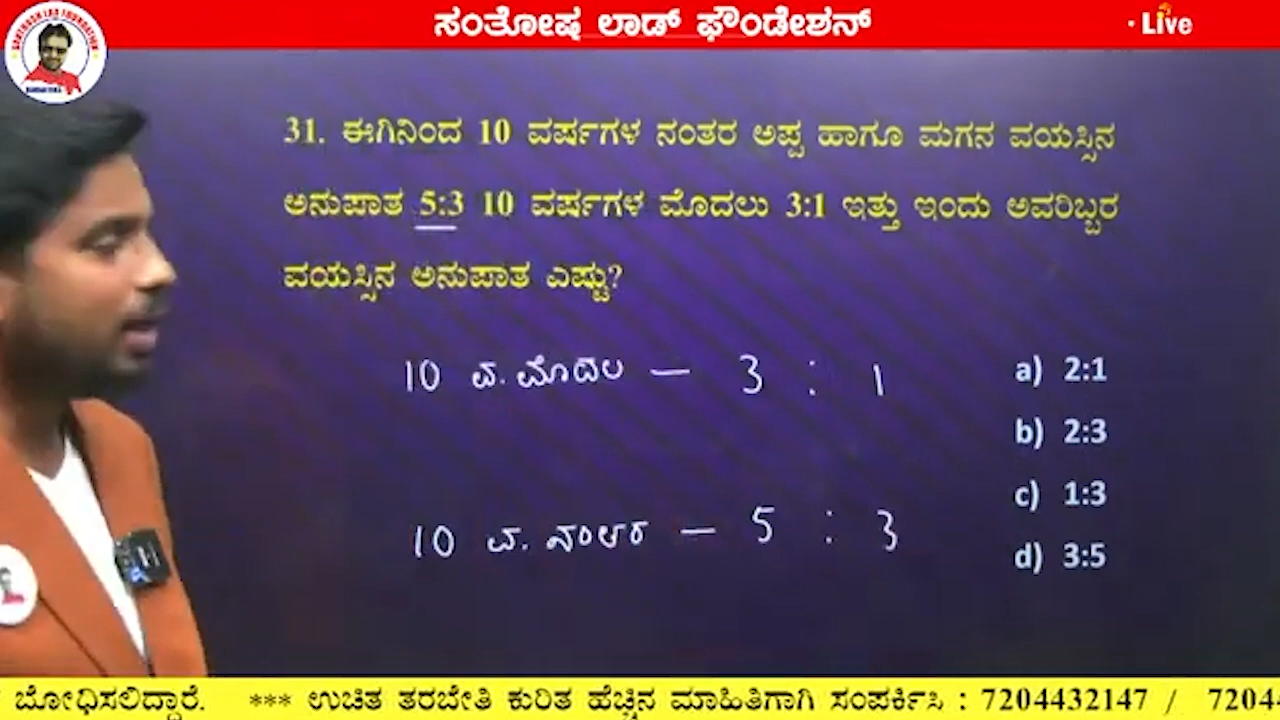 ಸಂತೋಷ ಲಾಡ್ ಫೌಂಡೇಶನ್
Live
31. ಈಗಿನಿಂದ 10 ವರ್ಷಗಳ ನಂತರ ಅಪ್ಪ ಹಾಗೂ ಮಗನ ವಯಸ್ಸಿನ
ಅನುಪಾತ 5:3 10 ವರ್ಷಗಳ ಮೊದಲು 3:1 ಇತ್ತು ಇಂದು ಅವರಿಬ್ಬರ
ವಯಸ್ಸಿನ ಅನುಪಾತ ಎಷ್ಟು?
10 ವ. ಮೊದಲ — 3 : 1
10 ವ. ನಂತರ — 5 : 3
a) 2:1
b) 2:3
c) 1:3
d) 3:5
ಬೋಧಿಸಲಿದ್ದಾರೆ. *** ಉಚಿತ ತರಬೇತಿ ಕುರಿತ ಹೆಚ್ಚಿನ ಮಾಹಿತಿಗಾಗಿ ಸಂಪರ್ಕಿಸಿ : 7204432147 / 7204